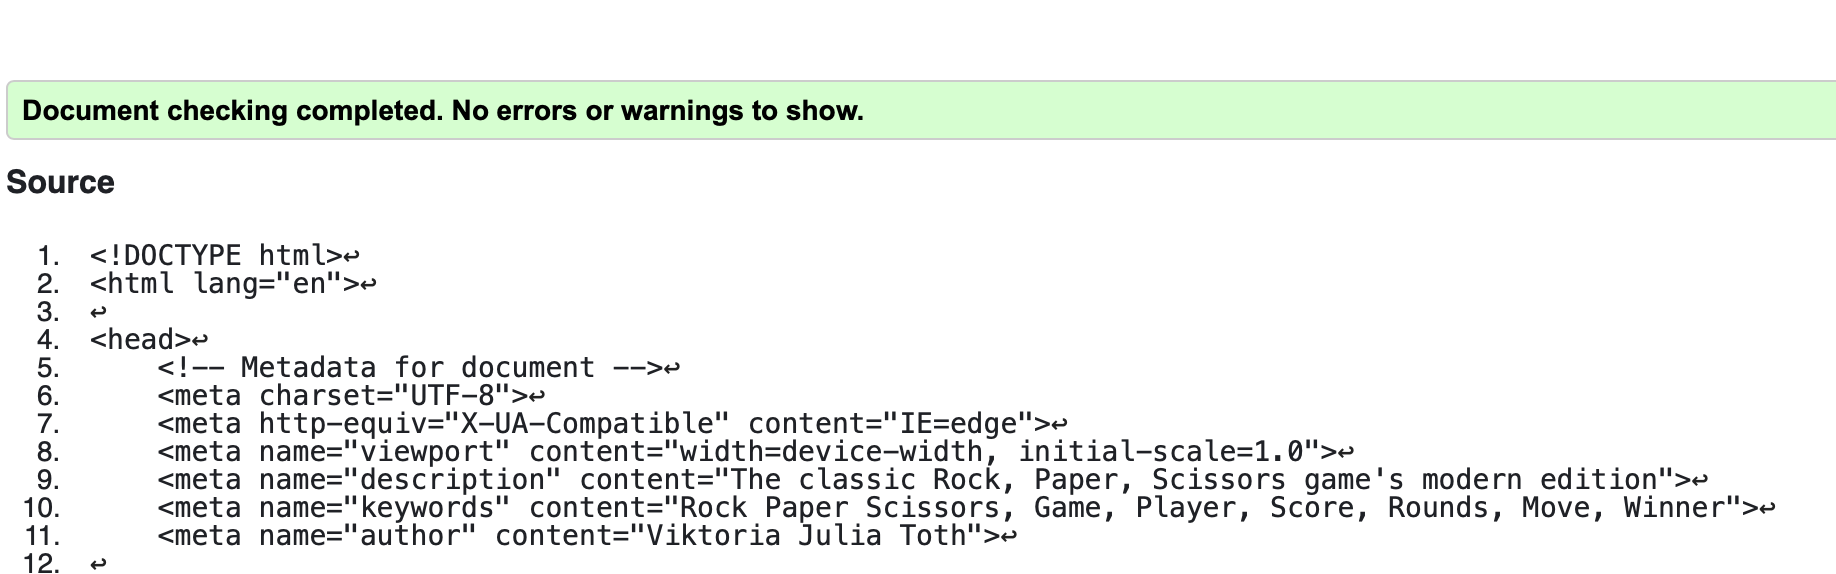 Document checking completed. No errors or warnings to show.
Source
1. <!DOCTYPE html>↩
2. <html lang="en">↩
3. ↩
4. <head>↩
5.     <!-- Metadata for document -->↩
6.     <meta charset="UTF-8">↩
7.     <meta http-equiv="X-UA-Compatible" content="IE=edge">↩
8.     <meta name="viewport" content="width=device-width, initial-scale=1.0">↩
9.     <meta name="description" content="The classic Rock, Paper, Scissors game's modern edition">↩
10.     <meta name="keywords" content="Rock Paper Scissors, Game, Player, Score, Rounds, Move, Winner">↩
11.     <meta name="author" content="Viktoria Julia Toth">↩
12. ↩